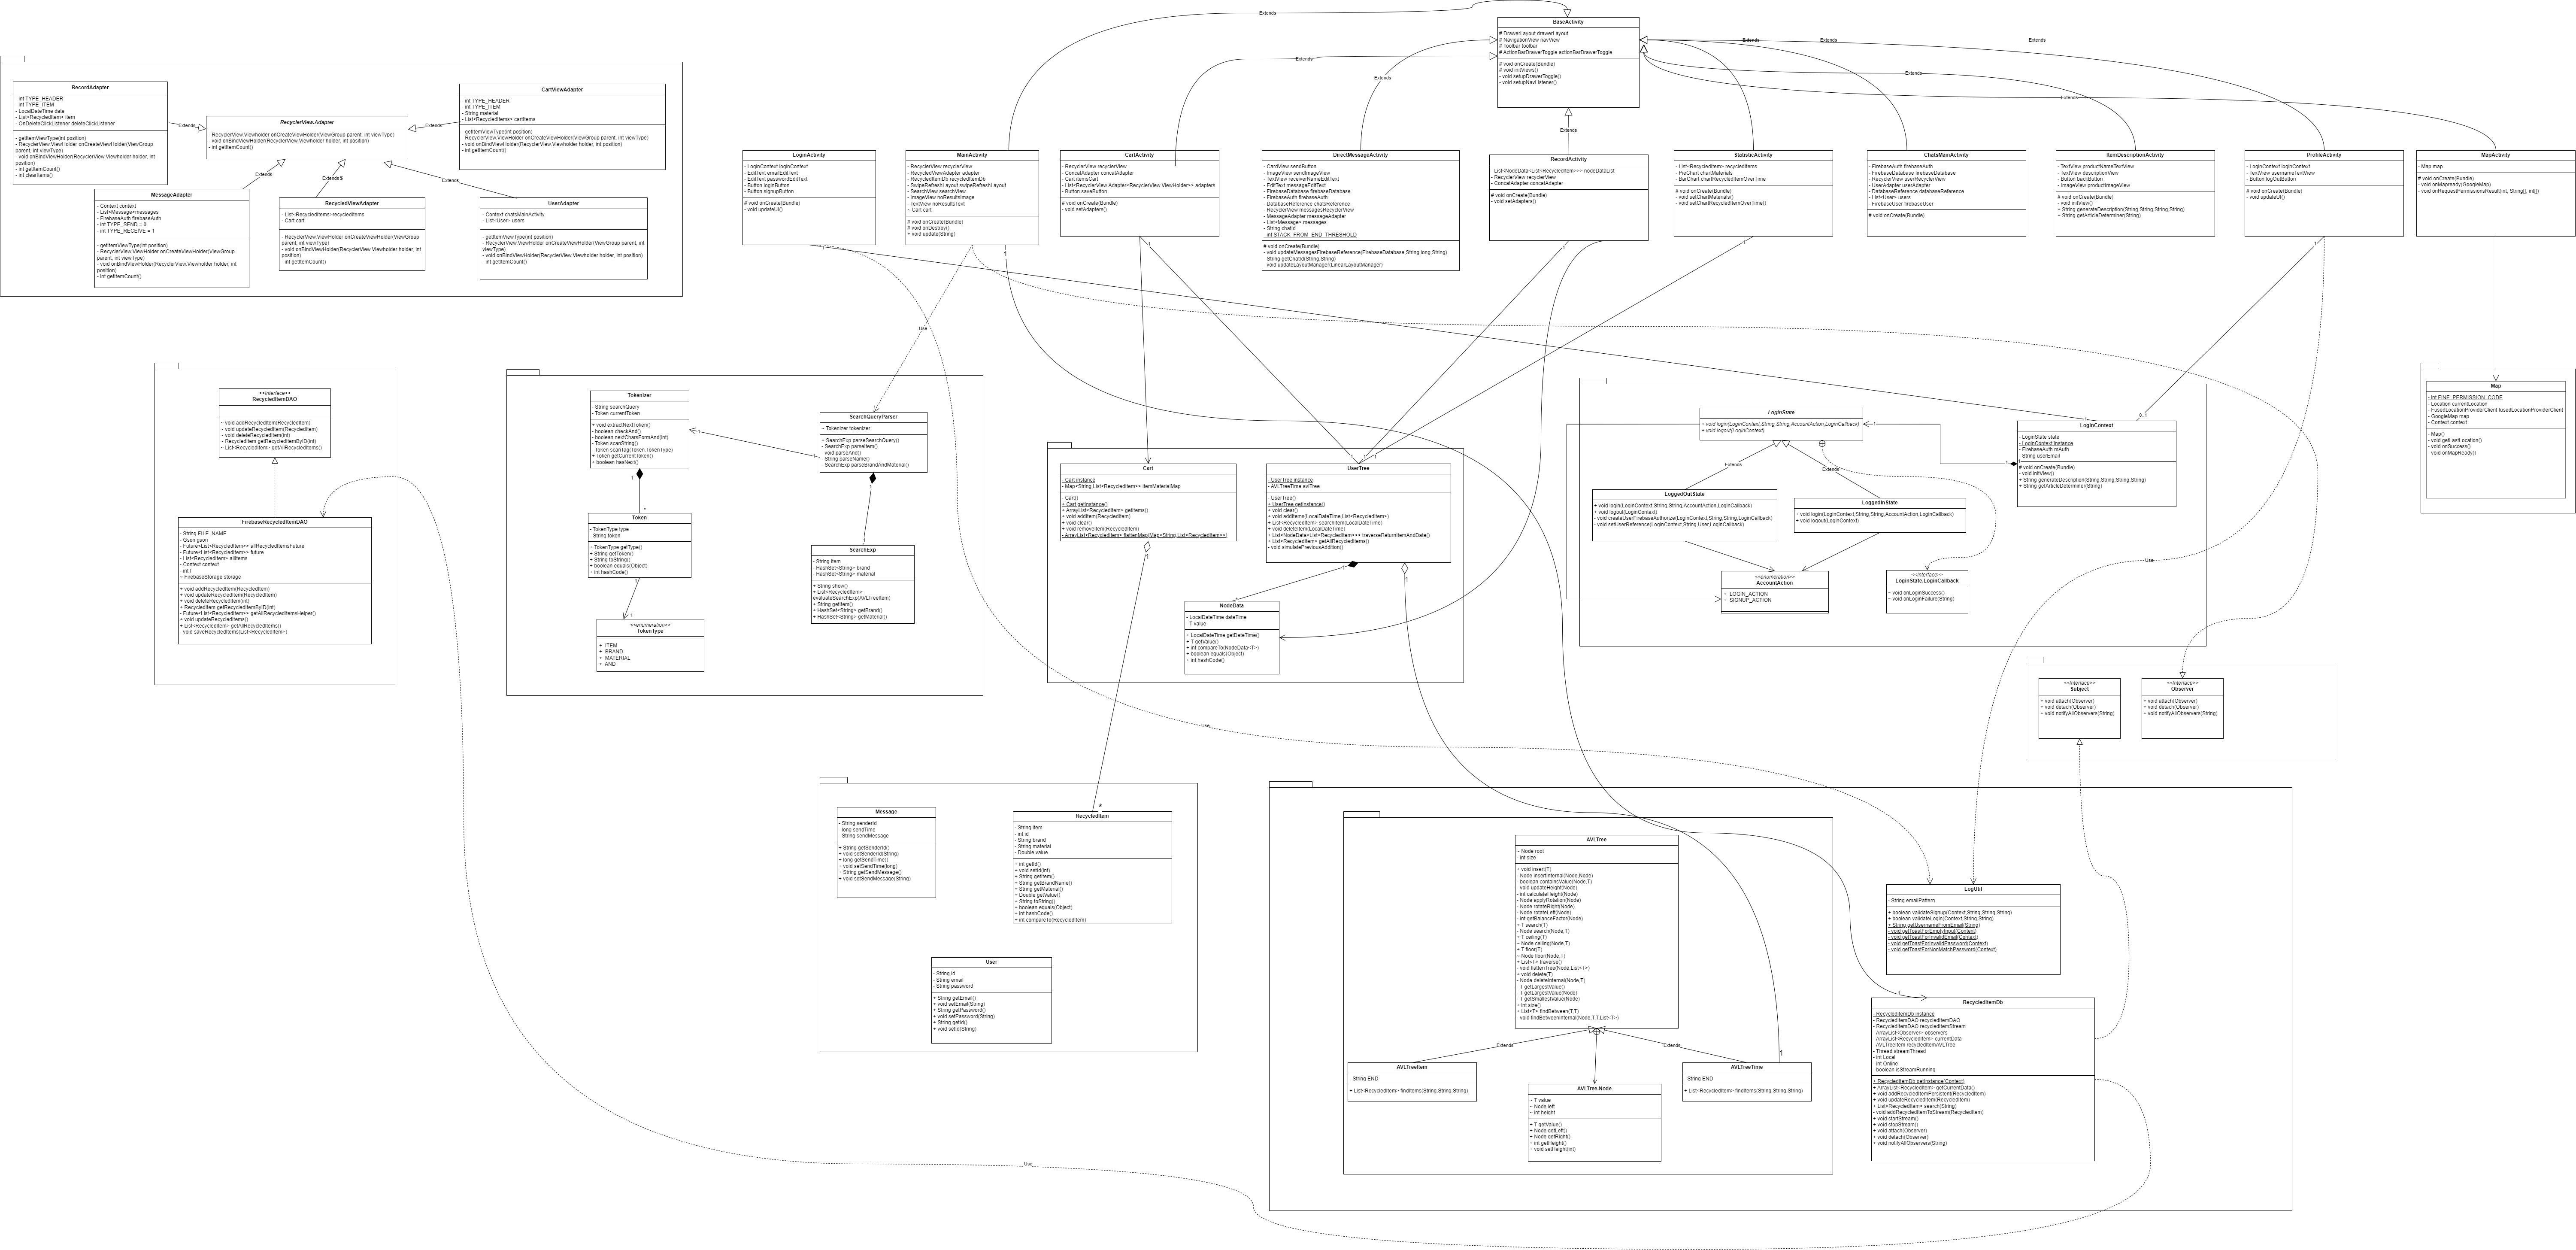 BaseActivity
# DrawerLayout drawerLayout
# NavigationView navView
# Toolbar toolbar
# ActionBarDrawerToggle actionBarDrawerToggle
# void onCreate(Bundle)
# void initViews()
- void setupDrawerToggle()
- void setupNavListener()
Extends
Extends
Extends
Extends
Extends
Extends
Extends
Extends
Extends
RecordAdapter
- int TYPE_HEADER
- int TYPE_ITEM
- LocalDateTime date
- List<RecycledItem> item
- OnDeleteClickListener deleteClickListener
- getItemViewType(int position)
- RecyclerView.ViewHolder onCreateViewHolder(ViewGroup
parent, int viewType)
- void onBindViewHolder(RecyclerView.Viewholder holder, int
position)
- int getItemCount()
- int clearItems()
RecyclerView.Adapter
- RecyclerView.Viewholder onCreateViewHolder(ViewGroup parent, int viewType)
- void onBindViewHolder(RecyclerView.Viewholder holder, int position)
- int getItemCount()
CartViewAdapter
- int TYPE_HEADER
- int TYPE_ITEM
- String material
- List<RecycledItems> cartItems
- getItemViewType(int position)
- RecyclerView.ViewHolder onCreateViewHolder(ViewGroup parent, int viewType)
- void onBindViewHolder(RecyclerView.Viewholder holder, int position)
- int getItemCount()
Extends
Extends
Extends
ExtendsS
Extends
MessageAdapter
- Context context
- List<Message>messages
- FirebaseAuth firebaseAuth
- int TYPE_SEND = 0
- int TYPE_RECEIVE = 1
- getItemViewType(int position)
- RecyclerView.ViewHolder onCreateViewHolder(ViewGroup
parent, int viewType)
- void onBindViewHolder(RecyclerView.Viewholder holder, int
position)
- int getItemCount()
RecycledViewAdapter
- List<RecycledItem>recycledItems
- Cart cart
- RecyclerView.ViewHolder onCreateViewHolder(ViewGroup
parent, int viewType)
- void onBindViewHolder(RecyclerView.Viewholder holder, int
position)
- int getItemCount()
UserAdapter
- Context chatsMainActivity
- List<User> users
- getItemViewType(int position)
- RecyclerView.ViewHolder onCreateViewHolder(ViewGroup parent, int
viewType)
- void onBindViewHolder(RecyclerView.Viewholder holder, int position)
- int getItemCount()
LoginActivity
- LoginContext loginContext
- EditText emailEditText
- EditText passwordEditText
- Button loginButton
- Button signupButton
# void onCreate(Bundle)
- void updateUI()
MainActivity
- RecyclerView recyclerView
- RecycledViewAdapter adapter
- RecycledItemDb recycledItemDb
- SwipeRefreshLayout swipeRefreshLayout
- SearchView searchView
- ImageView noResultsImage
- TextView noResultsText
~ Cart cart
# void onCreate(Bundle)
# void onDestroy()
+ void update(String)
CartActivity
- RecyclerView recyclerView
- ConcatAdapter concatAdapter
- Cart itemsCart
- List<RecyclerView.Adapter<RecyclerView.ViewHolder>> adapters
- Button saveButton
# void onCreate(Bundle)
- void setAdapters()
DirectMessageActivity
- CardView sendButton
- ImageView sendImageView
- TextView receiverNameEditText
- EditText messageEditText
- FirebaseDatabase firebaseDatabase
- FirebaseAuth firebaseAuth
- DatabaseReference chatsReference
- RecyclerView messagesRecyclerView
- MessageAdapter messageAdapter
- List<Message> messages
- String chatId
- int STACK_FROM_END_THRESHOLD
# void onCreate(Bundle)
- void updateMessagesFirebaseReference(FirebaseDatabase,String,long,String)
- String getChatId(String,String)
- void updateLayoutManager(LinearLayoutManager)
RecordActivity
- List<NodeData<List<RecycledItem>>> nodeDataList
- RecyclerView recyclerView
- ConcatAdapter concatAdapter
# void onCreate(Bundle)
- void setAdapters()
StatisticActivity
- List<RecycledItem> recycledItems
- PieChart chartMaterials
- BarChart chartRecycledItemOverTime
# void onCreate(Bundle)
- void setChartMaterials()
- void setChartRecycledItemOverTime()
ChatsMainActivity
- FirebaseAuth firebaseAuth
- FirebaseDatabase firebaseDatabase
- RecyclerView userRecyclerView
- UserAdapter userAdapter
- DatabaseReference databaseReference
- List<User> users
- FirebaseUser firebaseUser
# void onCreate(Bundle)
ItemDescriptionActivity
- TextView productNameTextView
- TextView descriptionView
- Button backButton
- ImageView productImageView
# void onCreate(Bundle)
- void initView()
+ String generateDescription(String,String,String,String)
+ String getArticleDeterminer(String)
ProfileActivity
- LoginContext loginContext
- TextView usernameTextView
- Button logOutButton
# void onCreate(Bundle)
- void updateUI()
MapActivity
- Map map
# void onCreate(Bundle)
- void onMapready(GoogleMap)
- void onRequestPermissionsResult(int, String[], int[])
Use
Use
Use
Use
<<interface>>
RecycledItemDAO
~ void addRecycledItem(RecycledItem)
~ void updateRecycledItem(RecycledItem)
~ void deleteRecycledItem(int)
~ RecycledItem getRecycledItemByID(int)
~ List<RecycledItem> getAllRecycledItems()
FirebaseRecycledItemDAO
- String FILE_NAME
- Gson gson
- Future<List<RecycledItem>> allRecycledItemsFuture
- Future<List<RecycledItem>> future
- List<RecycledItem> allItems
- Context context
- int f
~ FirebaseStorage storage
+ void addRecycledItem(RecycledItem)
+ void updateRecycledItem(RecycledItem)
+ void deleteRecycledItem(int)
+ RecycledItem getRecycledItemByID(int)
- Future<List<RecycledItem>> getAllRecycledItemsHelper()
+ void updateRecycledItems()
+ List<RecycledItem> getAllRecycledItems()
- void saveRecycledItems(List<RecycledItem>)
Tokenizer
- String searchQuery
- Token currentToken
+ void extractNextToken()
- boolean checkAnd()
- boolean nextCharsFormAnd(int)
- Token scanString()
- Token scanTag(Token.TokenType)
+ Token getCurrentToken()
+ boolean hasNext()
SearchQueryParser
~ Tokenizer tokenizer
+ SearchExp parseSearchQuery()
- SearchExp parseItem()
- void parseAnd()
- String parseName()
- SearchExp parseBrandAndMaterial()
Token
- TokenType type
- String token
+ TokenType getType()
+ String getToken()
+ String toString()
+ boolean equals(Object)
+ int hashCode()
<<enumeration>>
TokenType
+ ITEM
+ BRAND
+ MATERIAL
+ AND
SearchExp
- String item
- HashSet<String> brand
- HashSet<String> material
+ String show()
+ List<RecycledItem>
evaluateSearchExp(AVLTreeItem)
+ String getItem()
+ HashSet<String> getBrand()
+ HashSet<String> getMaterial()
Cart
- Cart instance
- Map<String,List<RecycledItem>> itemMaterialMap
- Cart()
+ Cart getInstance()
+ ArrayList<RecycledItem> getItems()
+ void addItem(RecycledItem)
+ void clear()
+ void removeItem(RecycledItem)
- ArrayList<RecycledItem> flattenMap(Map<String,List<RecycledItem>>)
UserTree
- UserTree instance
- AVLTreeTime avlTree
- UserTree()
+ UserTree getInstance()
+ void clear()
+ void addItem(LocalDateTime,List<RecycledItem>)
+ List<RecycledItem> searchItem(LocalDateTime)
+ void deleteItem(LocalDateTime)
+ List<NodeData<List<RecycledItem>>> traverseReturnItemAndDate()
+ List<RecycledItem> getAllRecycledItems()
- void simulatePreviousAddition()
NodeData
- LocalDateTime dateTime
- T value
+ LocalDateTime getDateTime()
+ T getValue()
+ int compareTo(NodeData<T>)
+ boolean equals(Object)
+ int hashCode()
LoginState
+ void login(LoginContext,String,String,AccountAction,LoginCallback)
+ void logout(LoginContext)
Extends
Extends
LoggedOutState
+ void login(LoginContext,String,String,AccountAction,LoginCallback)
+ void logout(LoginContext)
- void createUserFirebaseAuthorize(LoginContext,String,String,LoginCallback)
- void setUserReference(LoginContext,String,User,LoginCallback)
LoggedInState
+ void login(LoginContext,String,String,AccountAction,LoginCallback)
+ void logout(LoginContext)
<<enumeration>>
AccountAction
+ LOGIN_ACTION
+ SIGNUP_ACTION
<<interface>>
LoginState.LoginCallback
~ void onLoginSuccess()
~ void onLoginFailure(String)
LoginContext
- LoginState state
- LoginContext instance
- FirebaseAuth mAuth
- String userEmail
# void onCreate(Bundle)
- void initView()
+ String generateDescription(String,String,String,String)
+ String getArticleDeterminer(String)
Map
- int FINE_PERMISSION_CODE
- Location currentLocation
- FusedLocationProviderClient fusedLocationProviderClient
- GoogleMap map
- Context context
- Map()
- void getLastLocation()
- void onSuccess()
- void onMapReady()
<<interface>>
Subject
+ void attach(Observer)
+ void detach(Observer)
+ void notifyAllObservers(String)
<<interface>>
Observer
+ void attach(Observer)
+ void detach(Observer)
+ void notifyAllObservers(String)
Message
- String senderId
- long sendTime
- String sendMessage
+ String getSenderId()
+ void setSenderId(String)
+ long getSendTime()
+ void setSendTime(long)
+ String getSendMessage()
+ void setSendMessage(String)
RecycledItem
- String item
- int id
- String brand
- String material
- Double value
+ int getId()
+ void setId(int)
+ String getItem()
+ String getBrandName()
+ String getMaterial()
+ Double getValue()
+ String toString()
+ boolean equals(Object)
+ int hashCode()
+ int compareTo(RecycledItem)
User
- String id
- String email
- String password
+ String getEmail()
+ void setEmail(String)
+ String getPassword()
+ void setPassword(String)
+ String getId()
+ void setId(String)
AVLTree
~ Node root
- int size
+ void insert(T)
- Node insertInternal(Node,Node)
- boolean containsValue(Node,T)
- void updateHeight(Node)
- int calculateHeight(Node)
- Node applyRotation(Node)
- Node rotateRight(Node)
- Node rotateLeft(Node)
- int getBalanceFactor(Node)
+ T search(T)
- Node search(Node,T)
+ T ceiling(T)
~ Node ceiling(Node,T)
+ T floor(T)
~ Node floor(Node,T)
+ List<T> traverse()
- void flattenTree(Node,List<T>)
+ void delete(T)
- Node deleteInternal(Node,T)
- T getLargestValue()
- T getLargestValue(Node)
- T getSmallestValue(Node)
+ int size()
+ List<T> findBetween(T,T)
- void findBetweenInternal(Node,T,T,List<T>)
Extends
Extends
AVLTreeItem
- String END
+ List<RecycledItem> findItems(String,String,String)
AVLTree.Node
~ T value
~ Node left
~ int height
+ T getValue()
+ Node getLeft()
+ Node getRight()
+ int getHeight()
+ void setHeight(int)
AVLTreeTime
- String END
+ List<RecycledItem> findItems(String,String,String)
LogUtil
- String emailPattern
+ boolean validateSignup(Context,String,String,String)
+ boolean validateLogin(Context,String,String)
+ String getUsernameFromEmail(String)
- void getToastForEmptyInput(Context)
- void getToastForInvalidEmail(Context)
- void getToastForInvalidPassword(Context)
- void getToastForNonMatchPassword(Context)
RecycledItemDb
- RecycledItemDb instance
- RecycledItemDAO recycledItemDAO
- RecycledItemDAO recycledItemStream
- ArrayList<Observer> observers
- ArrayList<RecycledItem> currentData
- AVLTreeItem recycledItemAVLTree
- Thread streamThread
- int Local
- int Online
- boolean isStreamRunning
+ RecycledItemDb getInstance(Context)
+ ArrayList<RecycledItem> getCurrentData()
+ void addRecycledItemPersistent(RecycledItem)
+ void updateRecycledItem(RecycledItem)
+ List<RecycledItem> search(String)
- void addRecycledItemToStream(RecycledItem)
+ void startStream()
+ void stopStream()
+ void attach(Observer)
+ void detach(Observer)
+ void notifyAllObservers(String)